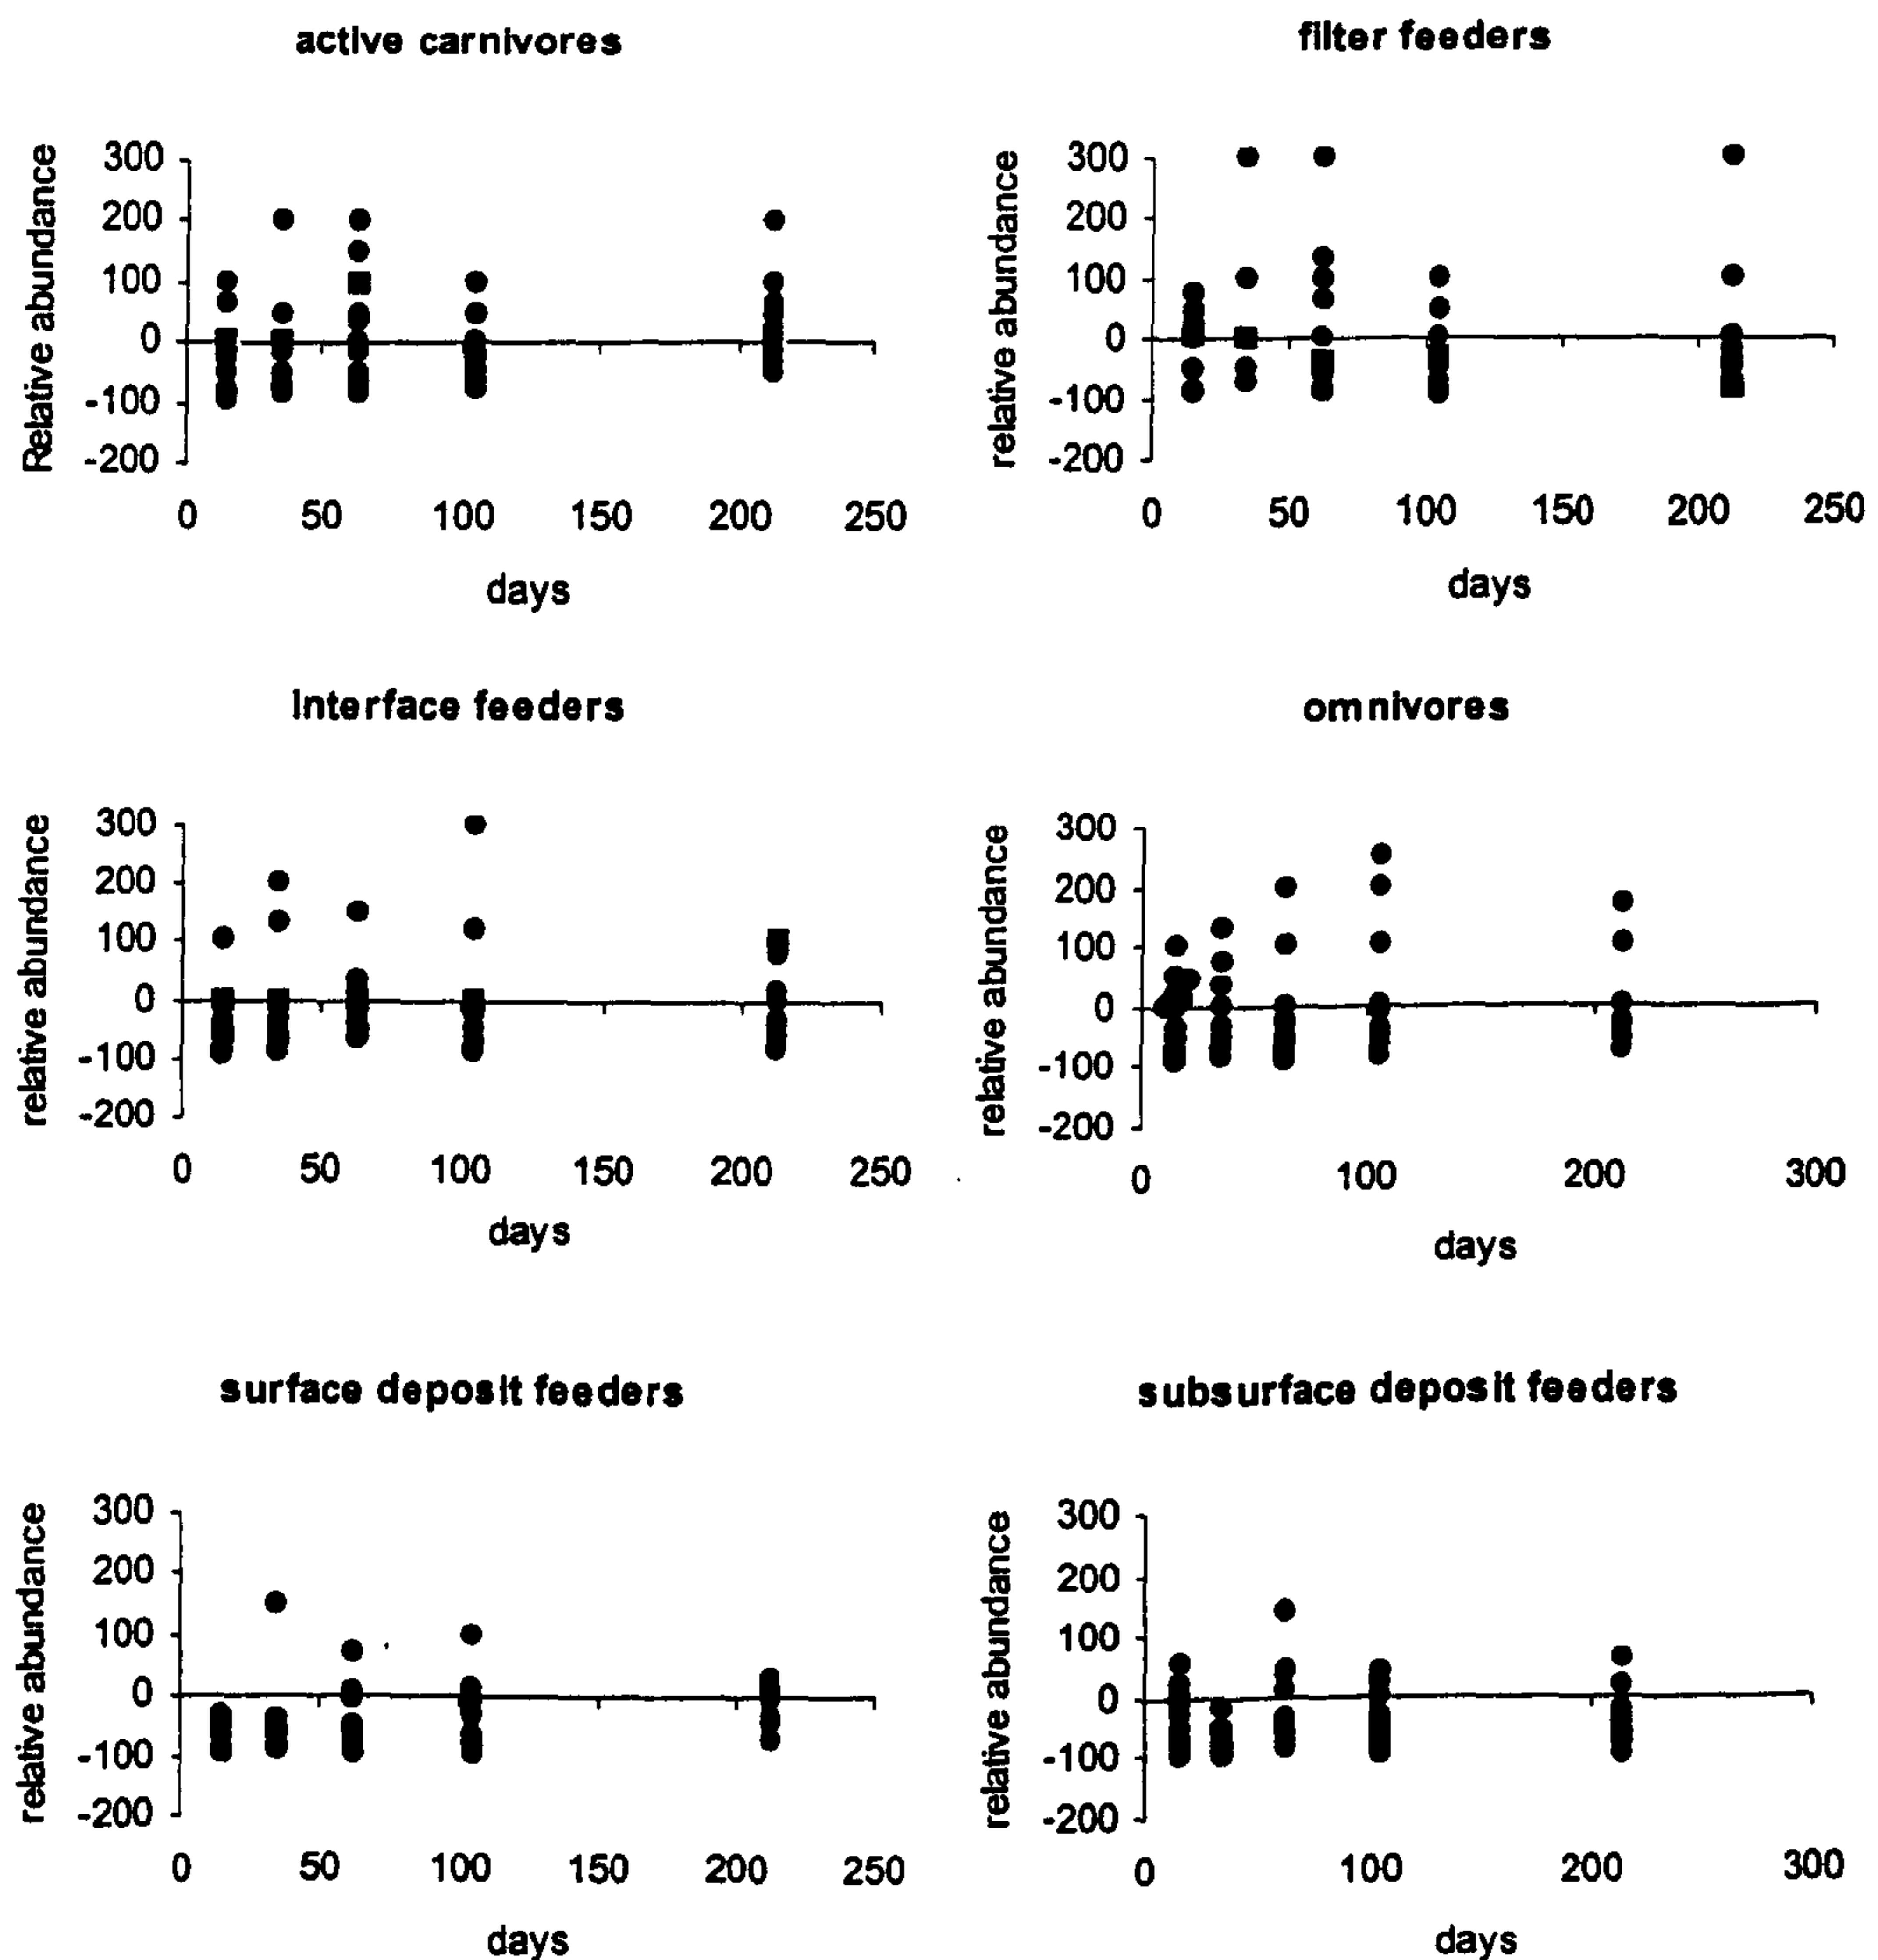 active carnivores
Relative abundance
300
200
100
0
-100
-200
0 50 100 150 200 250
days
filter feeders
relative abundance
300
200
100
0
-100
-200
0 50 100 150 200 250
days
Interface feeders
relative abundance
300
200
100
0
-100
-200
0 50 100 150 200 250
days
omnivores
relative abundance
300
200
100
0
-100
-200
0 100 200 300
days
surface deposit feeders
relative abundance
300
200
100
0
-100
-200
0 50 100 150 200 250
days
subsurface deposit feeders
relative abundance
300
200
100
0
-100
-200
0 100 200 300
days